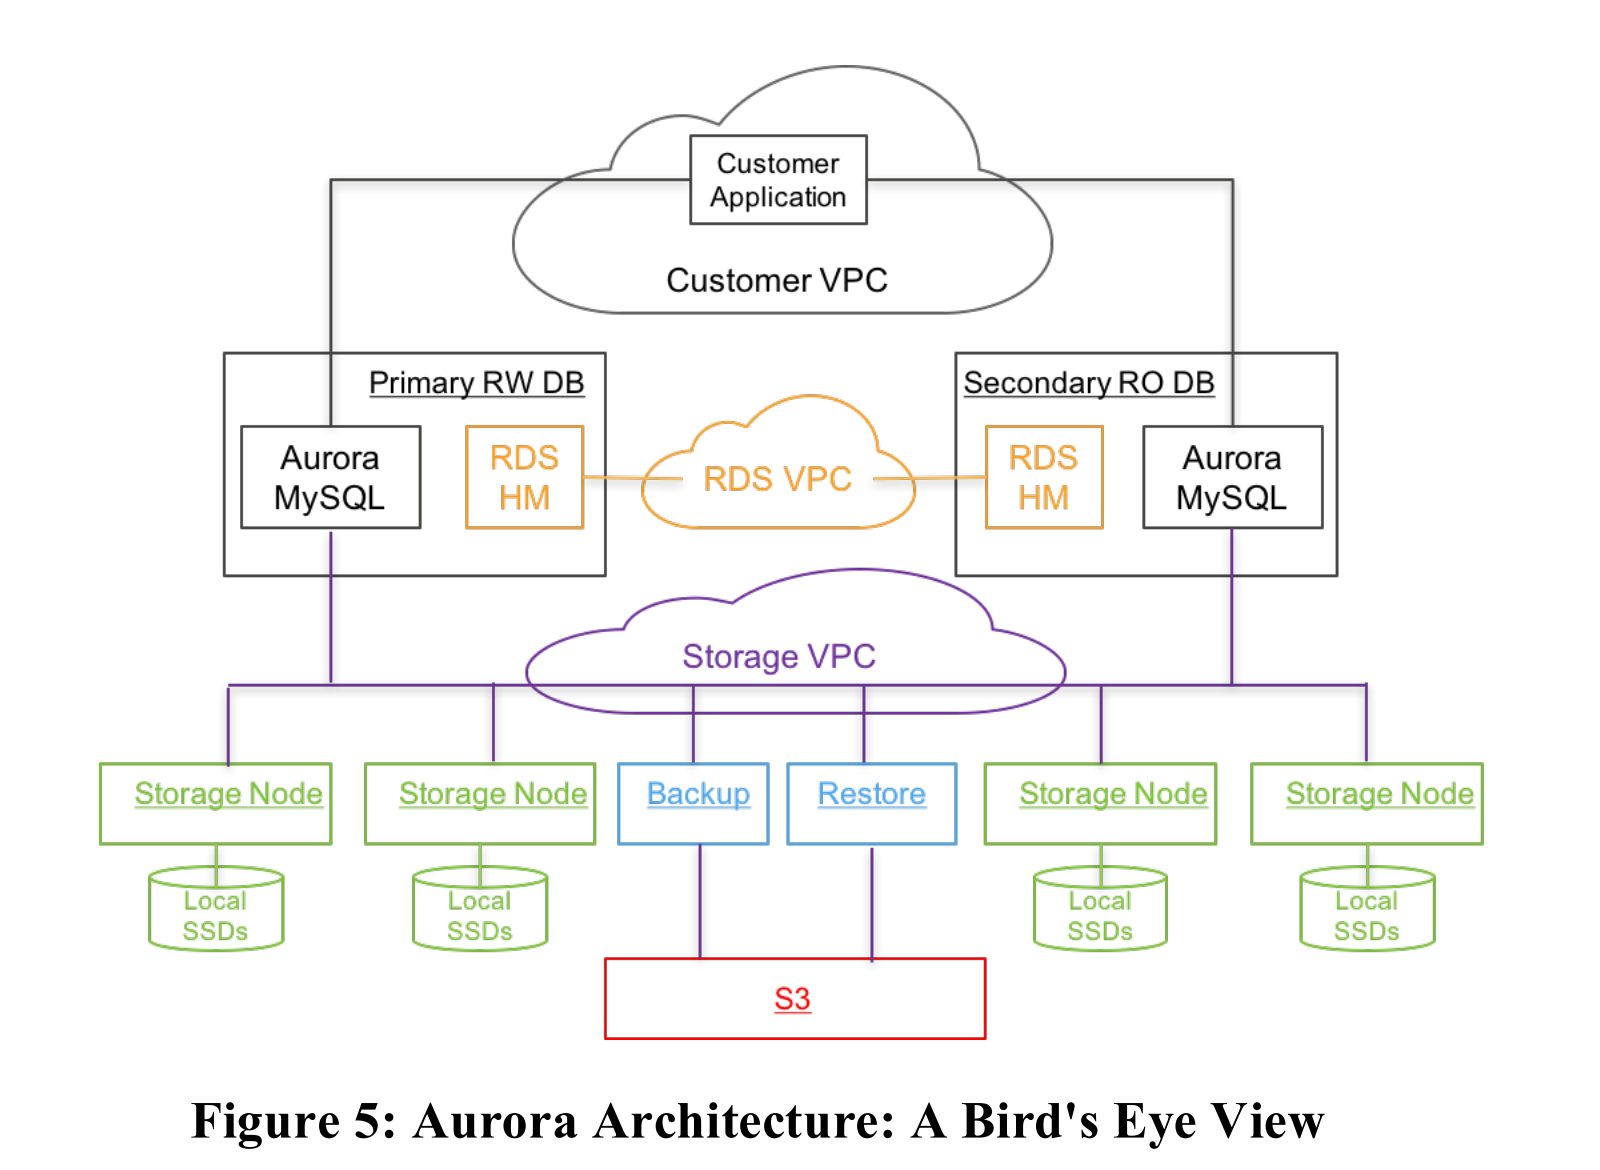 Customer
Application
Customer VPC
Primary RW DB
Secondary RO DB
Aurora
MySQL
RDS
HM
RDS VPC
RDS
HM
Aurora
MySQL
Storage VPC
Storage Node
Storage Node
Backup
Restore
Storage Node
Storage Node
Local
SSDs
Local
SSDs
Local
SSDs
Local
SSDs
S3
Figure 5: Aurora Architecture: A Bird's Eye View